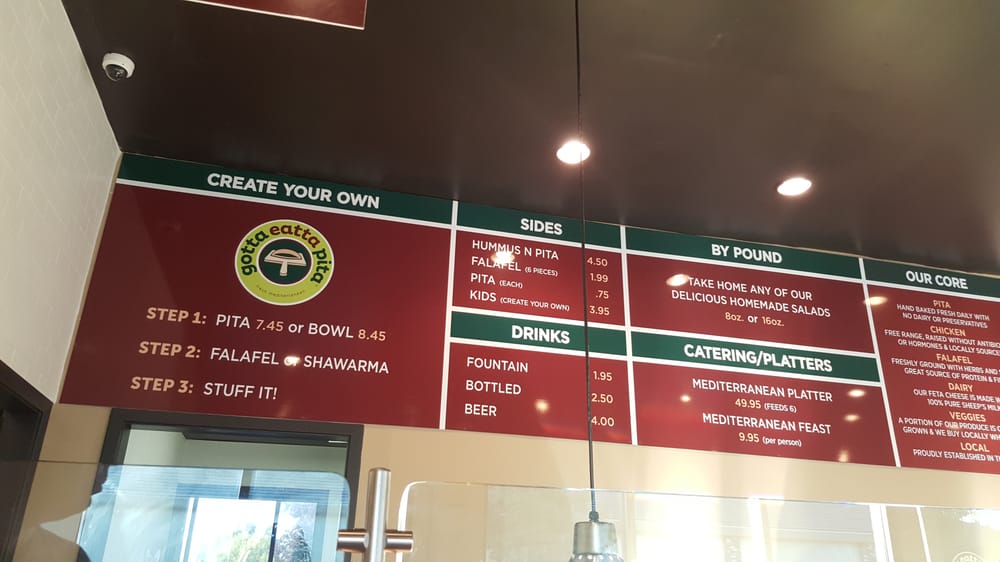 CREATE YOUR OWN
gotta eatta pita
fast mediterranean
STEP 1: PITA 7.45 or BOWL 8.45
STEP 2: FALAFEL or SHAWARMA
STEP 3: STUFF IT!
SIDES
HUMMUS N PITA 4.50
FALAFEL (6 PIECES) 1.99
PITA (EACH) .75
KIDS (CREATE YOUR OWN) 3.95
DRINKS
FOUNTAIN 1.95
BOTTLED 2.50
BEER 4.00
BY POUND
TAKE HOME ANY OF OUR
DELICIOUS HOMEMADE SALADS
8oz. or 16oz.
CATERING/PLATTERS
MEDITERRANEAN PLATTER
49.95 (FEEDS 6)
MEDITERRANEAN FEAST
9.95 (per person)
OUR CORE
PITA
HAND BAKED FRESH DAILY WITH
NO DAIRY OR PRESERVATIVES
CHICKEN
FREE RANGE, RAISED WITHOUT ANTIBIO
OR HORMONES & LOCALLY SOURCE
FALAFEL
FRESHLY GROUND WITH HERBS AND
GREAT SOURCE OF PROTEIN &
DAIRY
OUR FETA CHEESE IS MADE
100% PURE SHEEP'S MIL
VEGGIES
A PORTION OF OUR PRODUCE IS
GROWN & WE BUY LOCALLY WH
LOCAL
PROUDLY ESTABLISHED IN